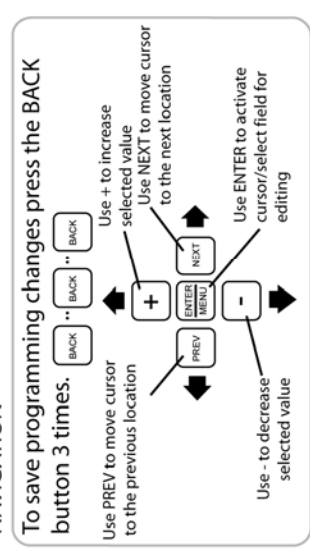 To save programming changes press the BACK
button 3 times. BACK .. BACK .. BACK
Use + to increase
selected value
Use PREV to move cursor
to the previous location
Use NEXT to move cursor
to the next location
+
PREV
ENTER
MENU
NEXT
-
Use - to decrease
selected value
Use ENTER to activate
cursor/select field for
editing